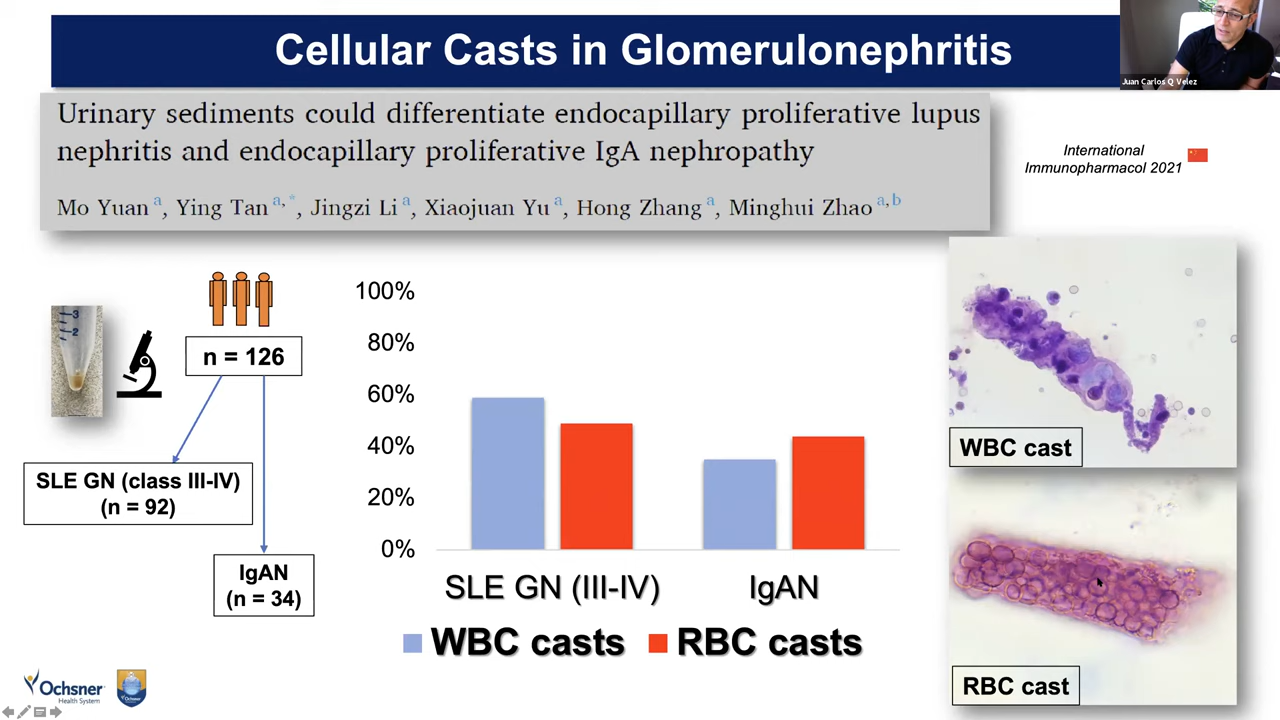 Cellular Casts in Glomerulonephritis
Juan Carlos Q Velez
Urinary sediments could differentiate endocapillary proliferative lupus
nephritis and endocapillary proliferative IgA nephropathy
Mo Yuan a, Ying Tan a,*, Jingzi Li a, Xiaojuan Yu a, Hong Zhang a, Minghui Zhao a,b
International
Immunopharmacol 2021
3
2
n = 126
SLE GN (class III-IV)
(n = 92)
IgAN
(n = 34)
100%
80%
60%
40%
20%
0%
SLE GN (III-IV)
IgAN
WBC casts
RBC casts
WBC cast
RBC cast
Ochsner
Health System